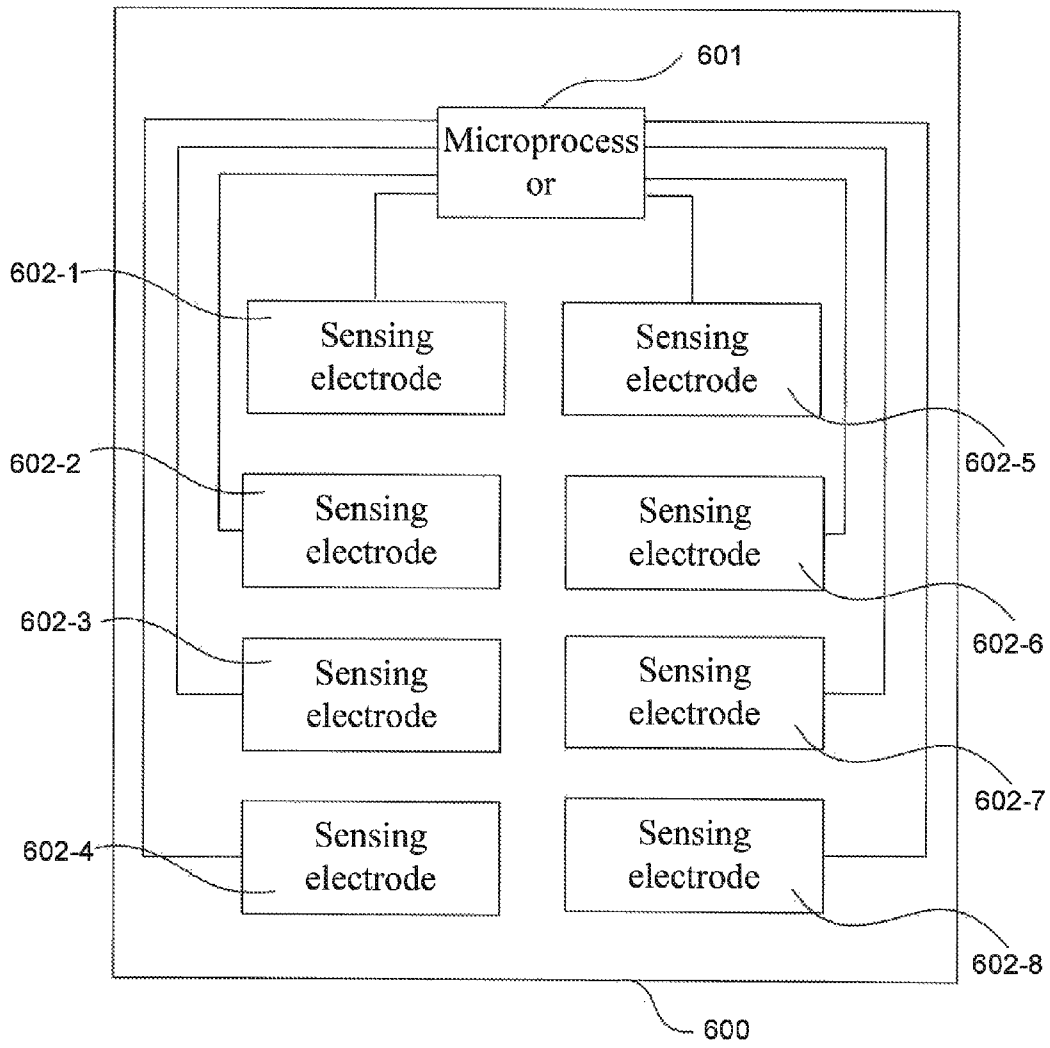 601
Microprocess
or
602-1
Sensing
electrode
Sensing
electrode
602-5
602-2
Sensing
electrode
Sensing
electrode
602-6
602-3
Sensing
electrode
Sensing
electrode
602-7
602-4
Sensing
electrode
Sensing
electrode
602-8
600